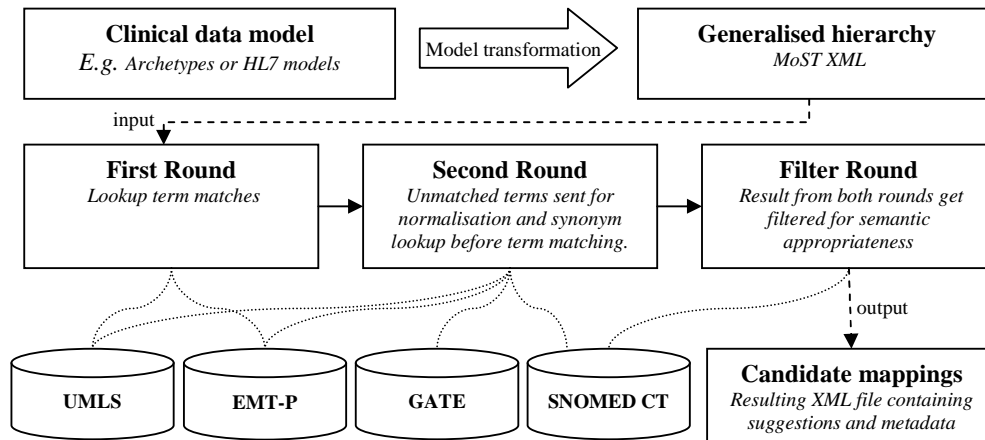 Clinical data model
E.g. Archetypes or HL7 models
Model transformation
Generalised hierarchy
MoST XML
input
First Round
Lookup term matches
Second Round
Unmatched terms sent for
normalisation and synonym
lookup before term matching.
Filter Round
Result from both rounds get
filtered for semantic
appropriateness
output
UMLS
EMT-P
GATE
SNOMED CT
Candidate mappings
Resulting XML file containing
suggestions and metadata